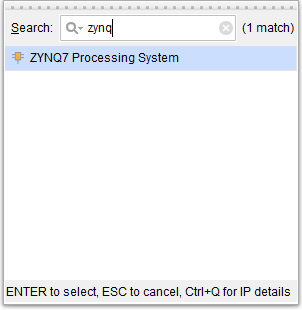 Search: zynq (1 match)
ZYNQ7 Processing System
ENTER to select, ESC to cancel, Ctrl+Q for IP details